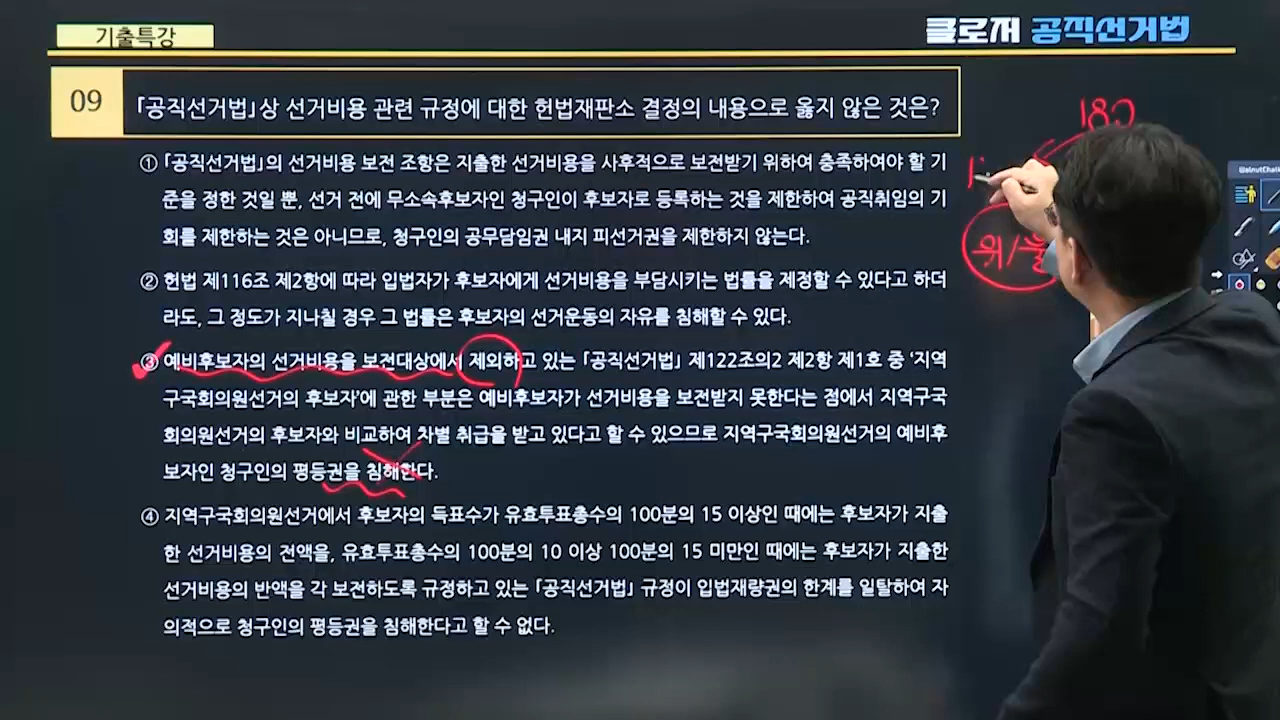 기출특강
클로저 공직선거법
09
「공직선거법」상 선거비용 관련 규정에 대한 헌법재판소 결정의 내용으로 옳지 않은 것은?
180
① 「공직선거법」의 선거비용 보전 조항은 지출한 선거비용을 사후적으로 보전받기 위하여 충족하여야 할 기
준을 정한 것일 뿐, 선거 전에 무소속후보자인 청구인이 후보자로 등록하는 것을 제한하여 공직취임의 기
회를 제한하는 것은 아니므로, 청구인의 공무담임권 내지 피선거권을 제한하지 않는다.
위/불
② 헌법 제116조 제2항에 따라 입법자가 후보자에게 선거비용을 부담시키는 법률을 제정할 수 있다고 하더
라도, 그 정도가 지나칠 경우 그 법률은 후보자의 선거운동의 자유를 침해할 수 있다.
③ 예비후보자의 선거비용을 보전대상에서 제외하고 있는 「공직선거법」 제122조의2 제2항 제1호 중 '지역
구국회의원선거의 후보자'에 관한 부분은 예비후보자가 선거비용을 보전받지 못한다는 점에서 지역구국
회의원선거의 후보자와 비교하여 차별 취급을 받고 있다고 할 수 있으므로 지역구국회의원선거의 예비후
보자인 청구인의 평등권을 침해한다.
④ 지역구국회의원선거에서 후보자의 득표수가 유효투표총수의 100분의 15 이상인 때에는 후보자가 지출
한 선거비용의 전액을, 유효투표총수의 100분의 10 이상 100분의 15 미만인 때에는 후보자가 지출한
선거비용의 반액을 각 보전하도록 규정하고 있는 「공직선거법」 규정이 입법재량권의 한계를 일탈하여 자
의적으로 청구인의 평등권을 침해한다고 할 수 없다.